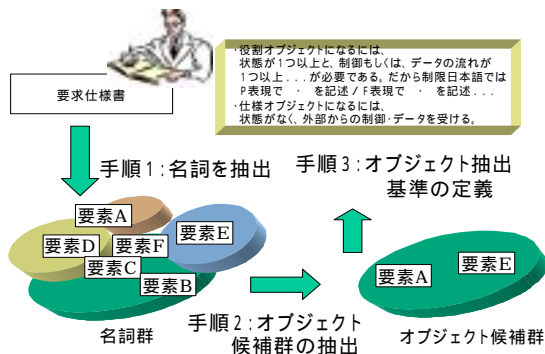 ・役割オブジェクトになるには、
状態が1つ以上と、制御もしくは、データの流れが
1つ以上...が必要である。だから制限日本語では
P表現で ・ を記述/F表現で ・ を記述...
・仕様オブジェクトになるには、
状態がなく、外部からの制御・データを受ける。
要求仕様書
手順1:名詞を抽出
手順3:オブジェクト抽出
基準の定義
要素A
要素D
要素F
要素E
要素C
要素B
要素A
要素E
名詞群
手順2:オブジェクト
候補群の抽出
オブジェクト候補群